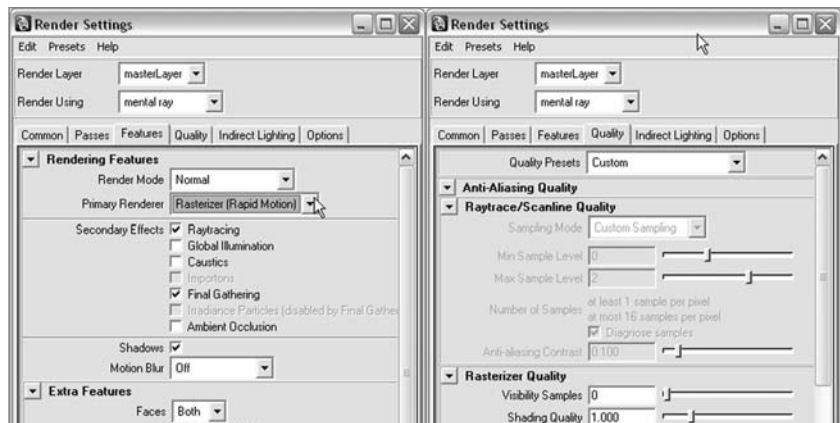 Render Settings
Edit Presets Help
Render Layer masterLayer
Render Using mental ray
Common Passes Features Quality Indirect Lighting Options
Rendering Features
Render Mode Normal
Primary Renderer Rasterizer (Rapid Motion)
Secondary Effects Raytracing
Global Illumination
Caustics
Importons
Final Gathering
Irradiance Particles (disabled by Final Gather
Ambient Occlusion
Shadows
Motion Blur Off
Extra Features
Faces Both
Render Settings
Edit Presets Help
Render Layer masterLayer
Render Using mental ray
Common Passes Features Quality Indirect Lighting Options
Quality Presets Custom
Anti-Aliasing Quality
Raytrace/Scanline Quality
Sampling Mode Custom Sampling
Min Sample Level 0
Max Sample Level 2
Number of Samples at least 1 sample per pixel
at most 16 samples per pixel
Diagnose samples
Anti-aliasing Contrast 0.100
Rasterizer Quality
Visibility Samples 0
Shading Quality 1.000